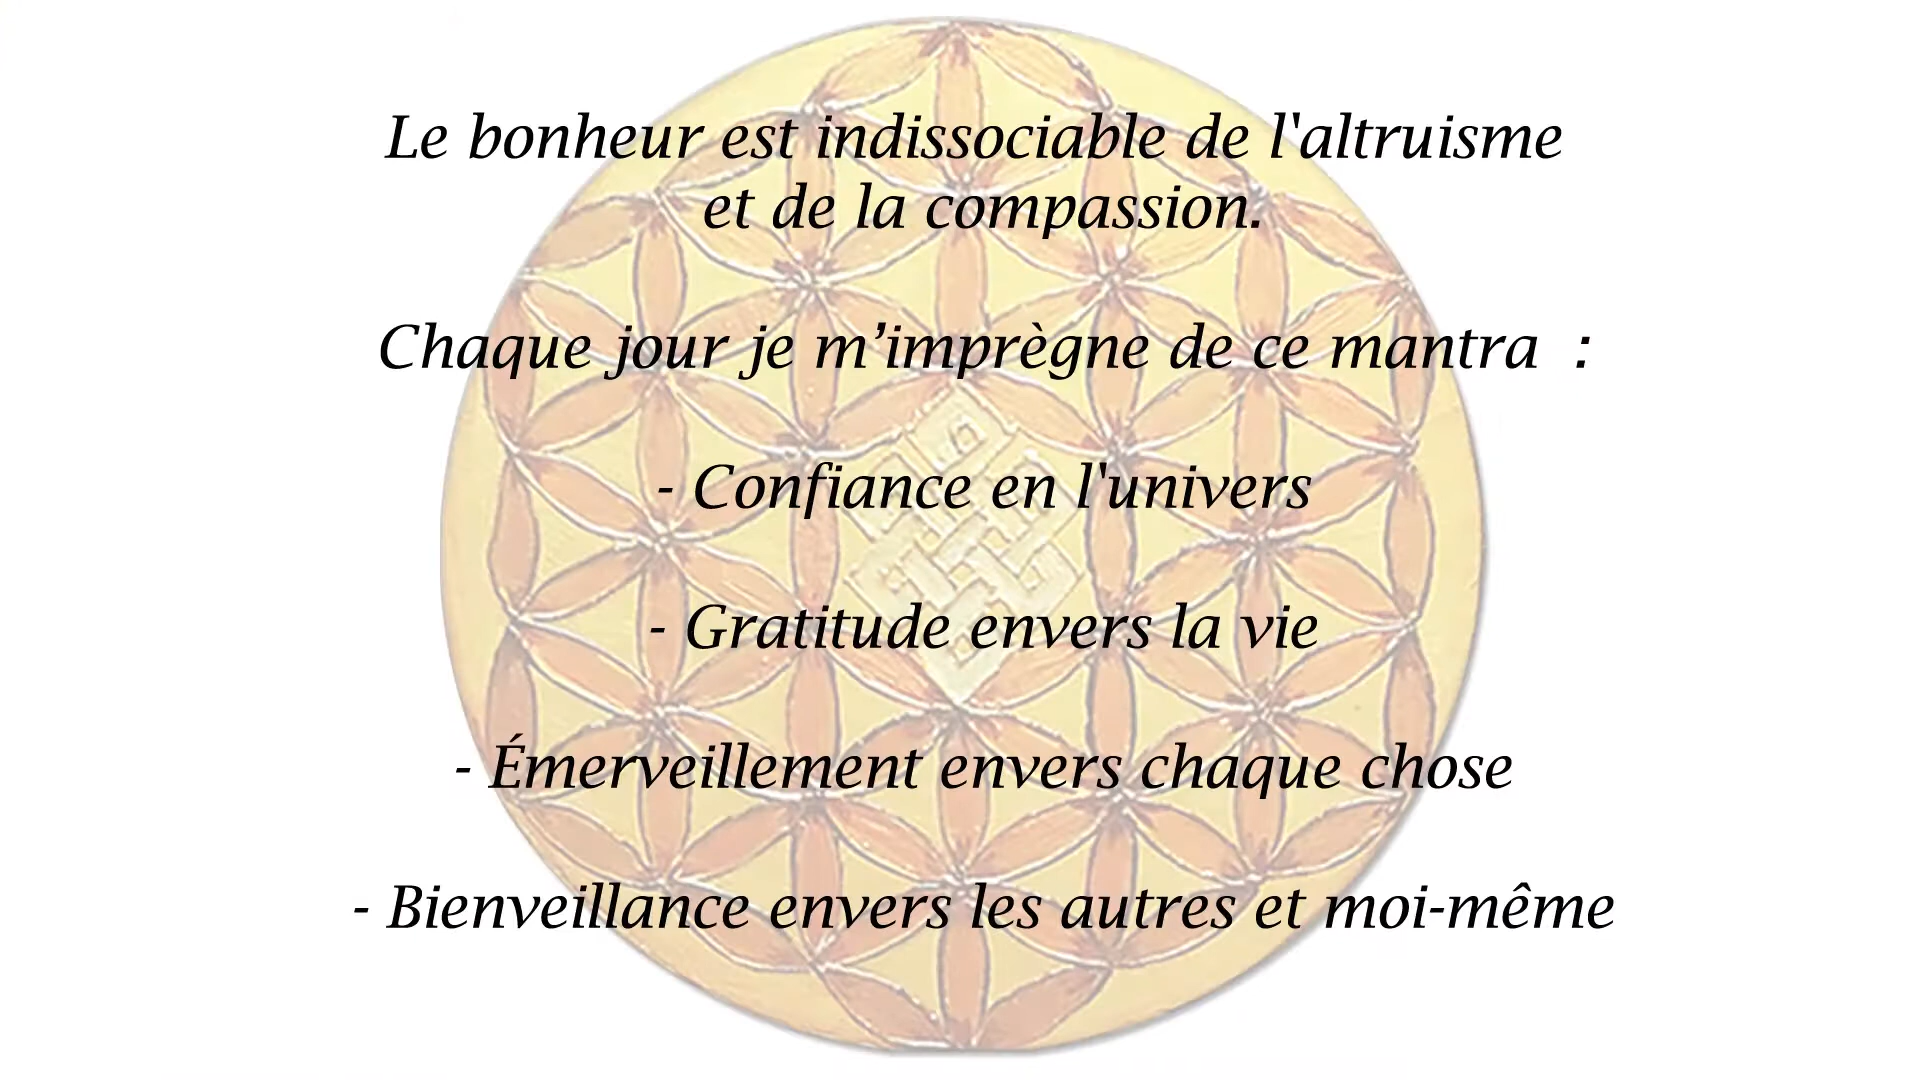 Le bonheur est indissociable de l'altruisme
et de la compassion.
Chaque jour je m’imprègne de ce mantra  :
- Confiance en l'univers
- Gratitude envers la vie
- Émerveillement envers chaque chose
- Bienveillance envers les autres et moi-même